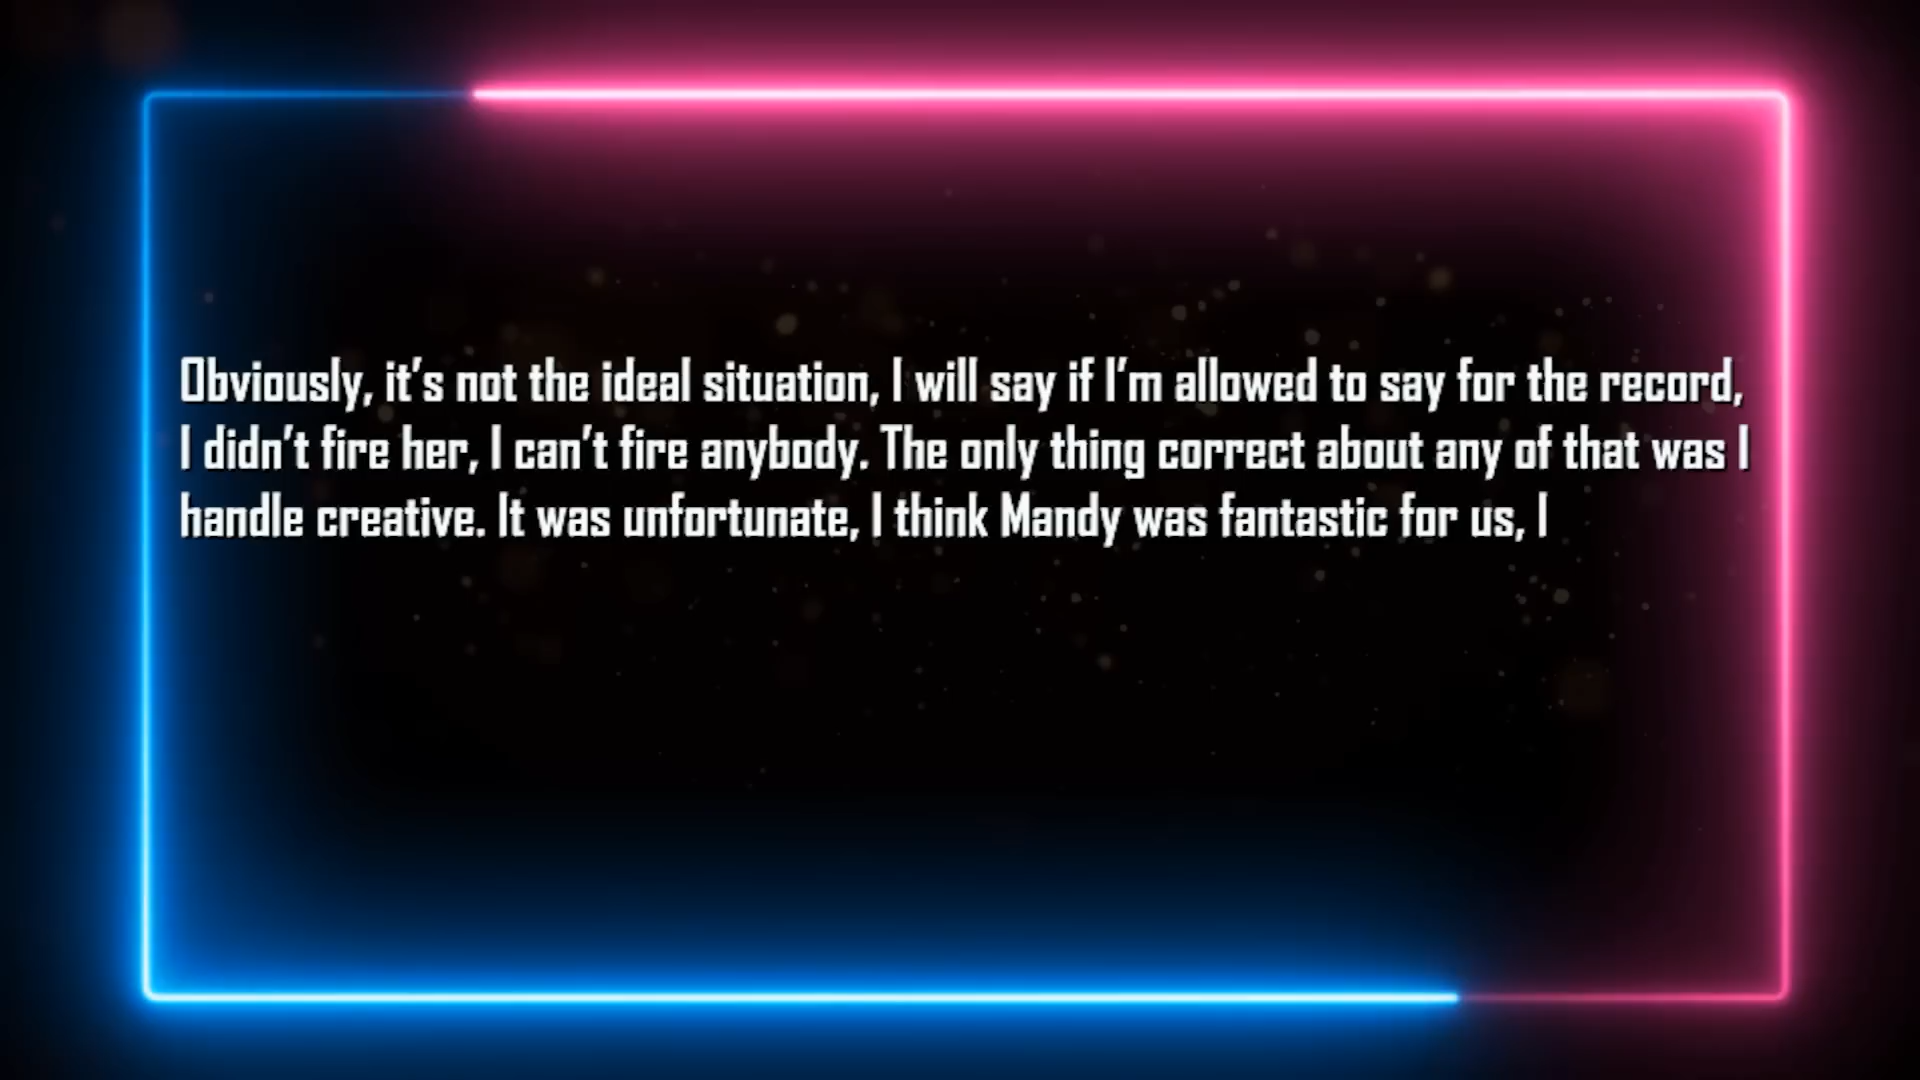 Obviously, it’s not the ideal situation, I will say if I’m allowed to say for the record,
I didn’t fire her, I can’t fire anybody. The only thing correct about any of that was I
handle creative. It was unfortunate, I think Mandy was fantastic for us, I